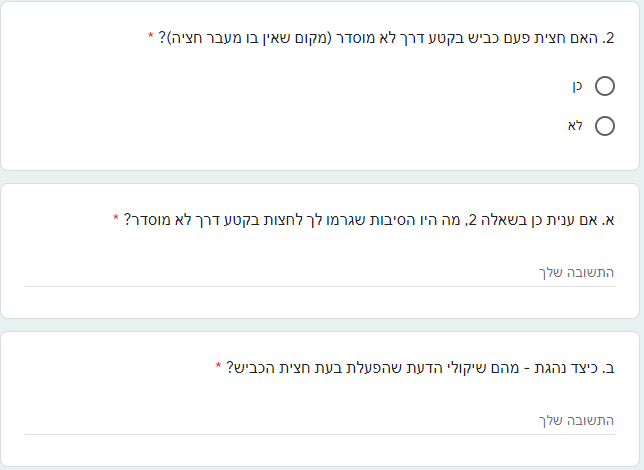 2. האם חצית פעם כביש בקטע דרך לא מוסדר (מקום שאין בו מעבר חציה)? *
כן
לא
א. אם ענית כן בשאלה 2, מה היו הסיבות שגרמו לך לחצות בקטע דרך לא מוסדר? *
התשובה שלך
ב. כיצד נהגת - מהם שיקולי הדעת שהפעלת בעת חצית הכביש? *
התשובה שלך